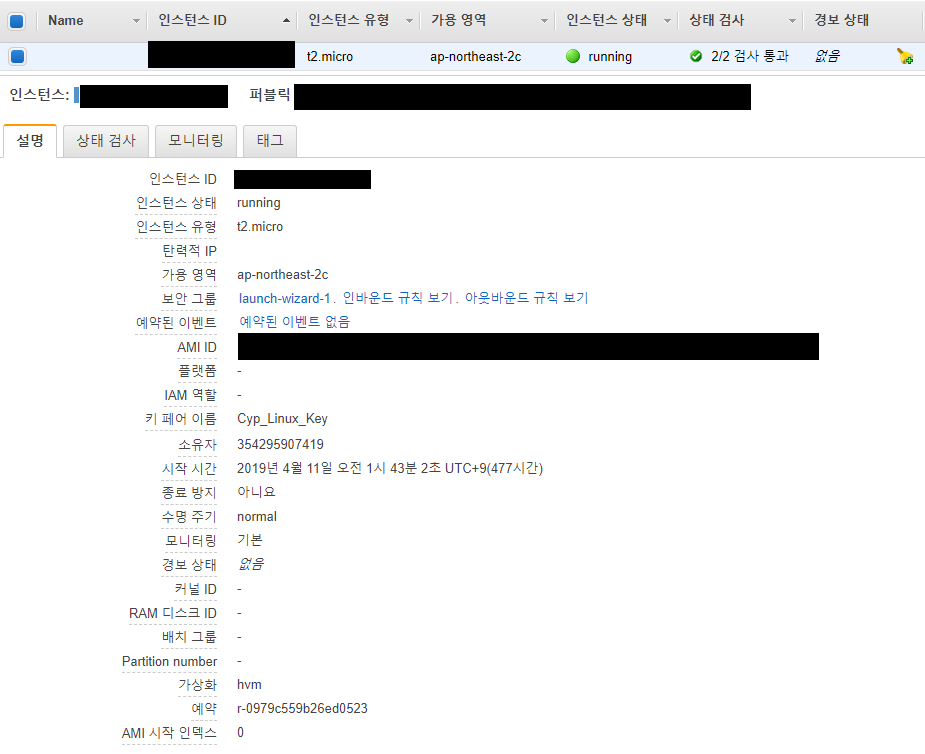 Name 인스턴스 ID 인스턴스 유형 가용 영역 인스턴스 상태 상태 검사 경보 상태
t2.micro ap-northeast-2c running 2/2 검사 통과 없음
인스턴스: 퍼블릭
설명 상태 검사 모니터링 태그
인스턴스 ID
인스턴스 상태 running
인스턴스 유형 t2.micro
탄력적 IP
가용 영역 ap-northeast-2c
보안 그룹 launch-wizard-1. 인바운드 규칙 보기. 아웃바운드 규칙 보기
예약된 이벤트 예약된 이벤트 없음
AMI ID
플랫폼 -
IAM 역할 -
키 페어 이름 Cyp_Linux_Key
소유자 354295907419
시작 시간 2019년 4월 11일 오전 1시 43분 2초 UTC+9(477시간)
종료 방지 아니요
수명 주기 normal
모니터링 기본
경보 상태 없음
커널 ID -
RAM 디스크 ID -
배치 그룹 -
Partition number -
가상화 hvm
예약 r-0979c559b26ed0523
AMI 시작 인덱스 0